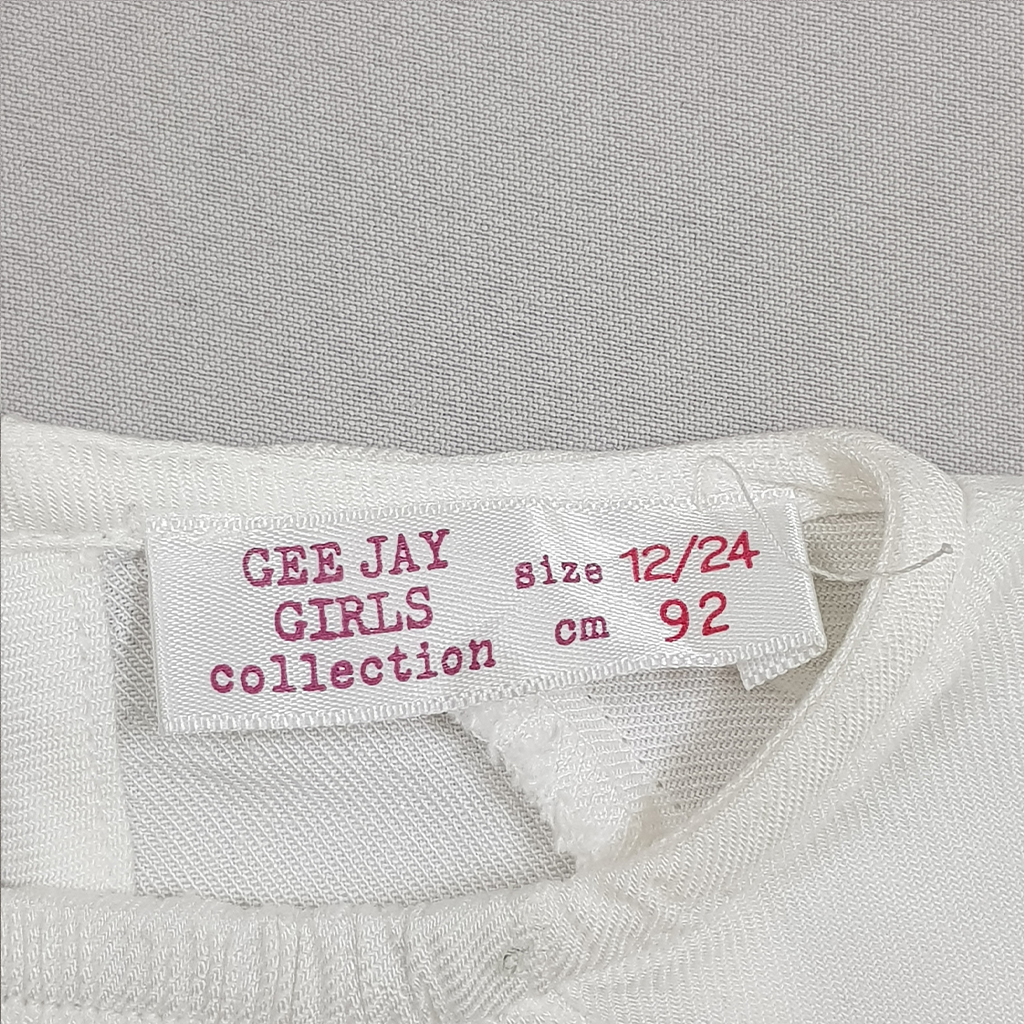 GEE JAY
GIRLS
collection
size 12/24
cm 92